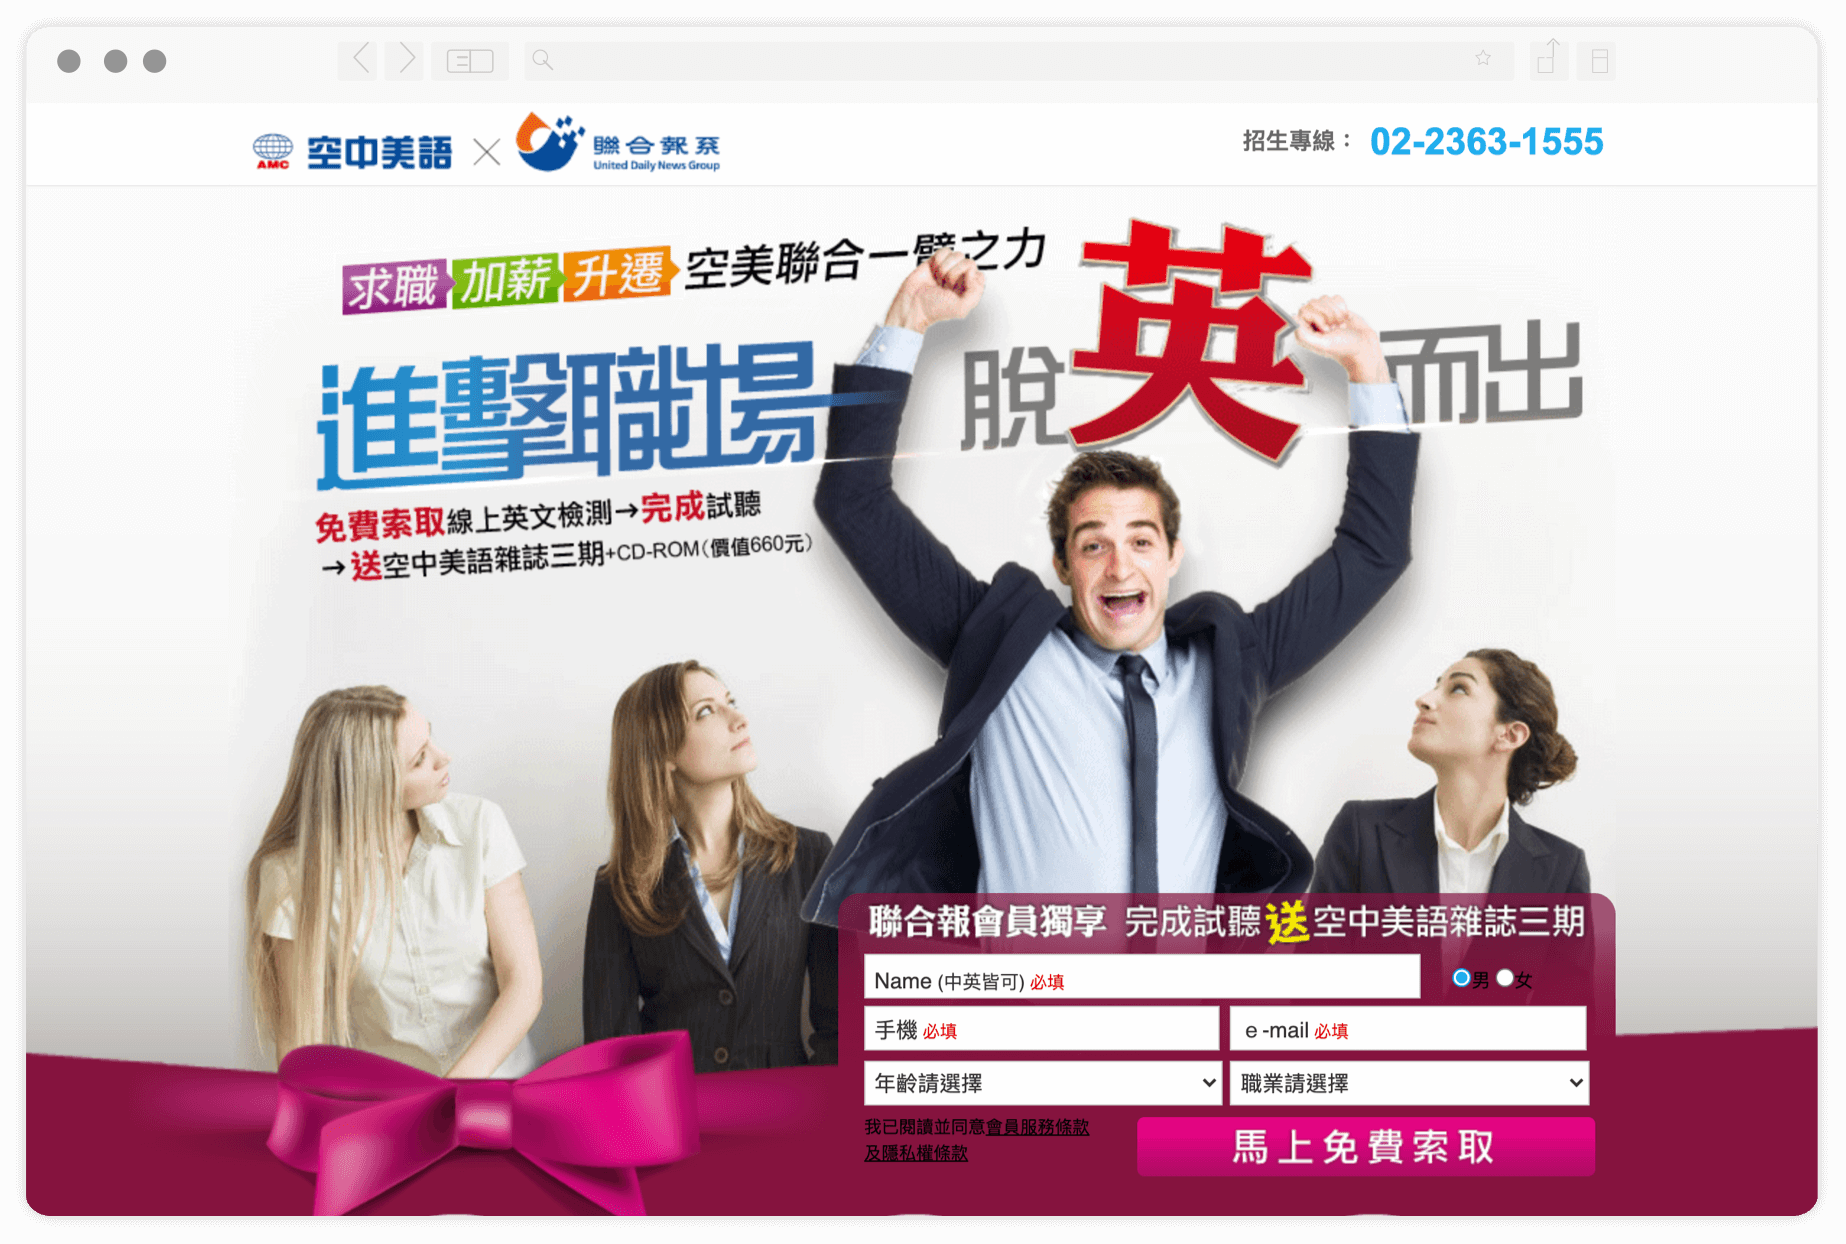 AMC 空中美語 × 聯合報系
United Daily News Group
招生專線： 02-2363-1555
求職 加薪 升遷 空美聯合一臂之力
進擊職場 脫英而出
免費索取線上英文檢測→完成試聽
→送空中美語雜誌三期+CD-ROM(價值660元)
聯合報會員獨享 完成試聽送空中美語雜誌三期
Name (中英皆可) 必填 男 女
手機 必填 e-mail 必填
年齡請選擇 職業請選擇
我已閱讀並同意會員服務條款
及隱私權條款
馬上免費索取